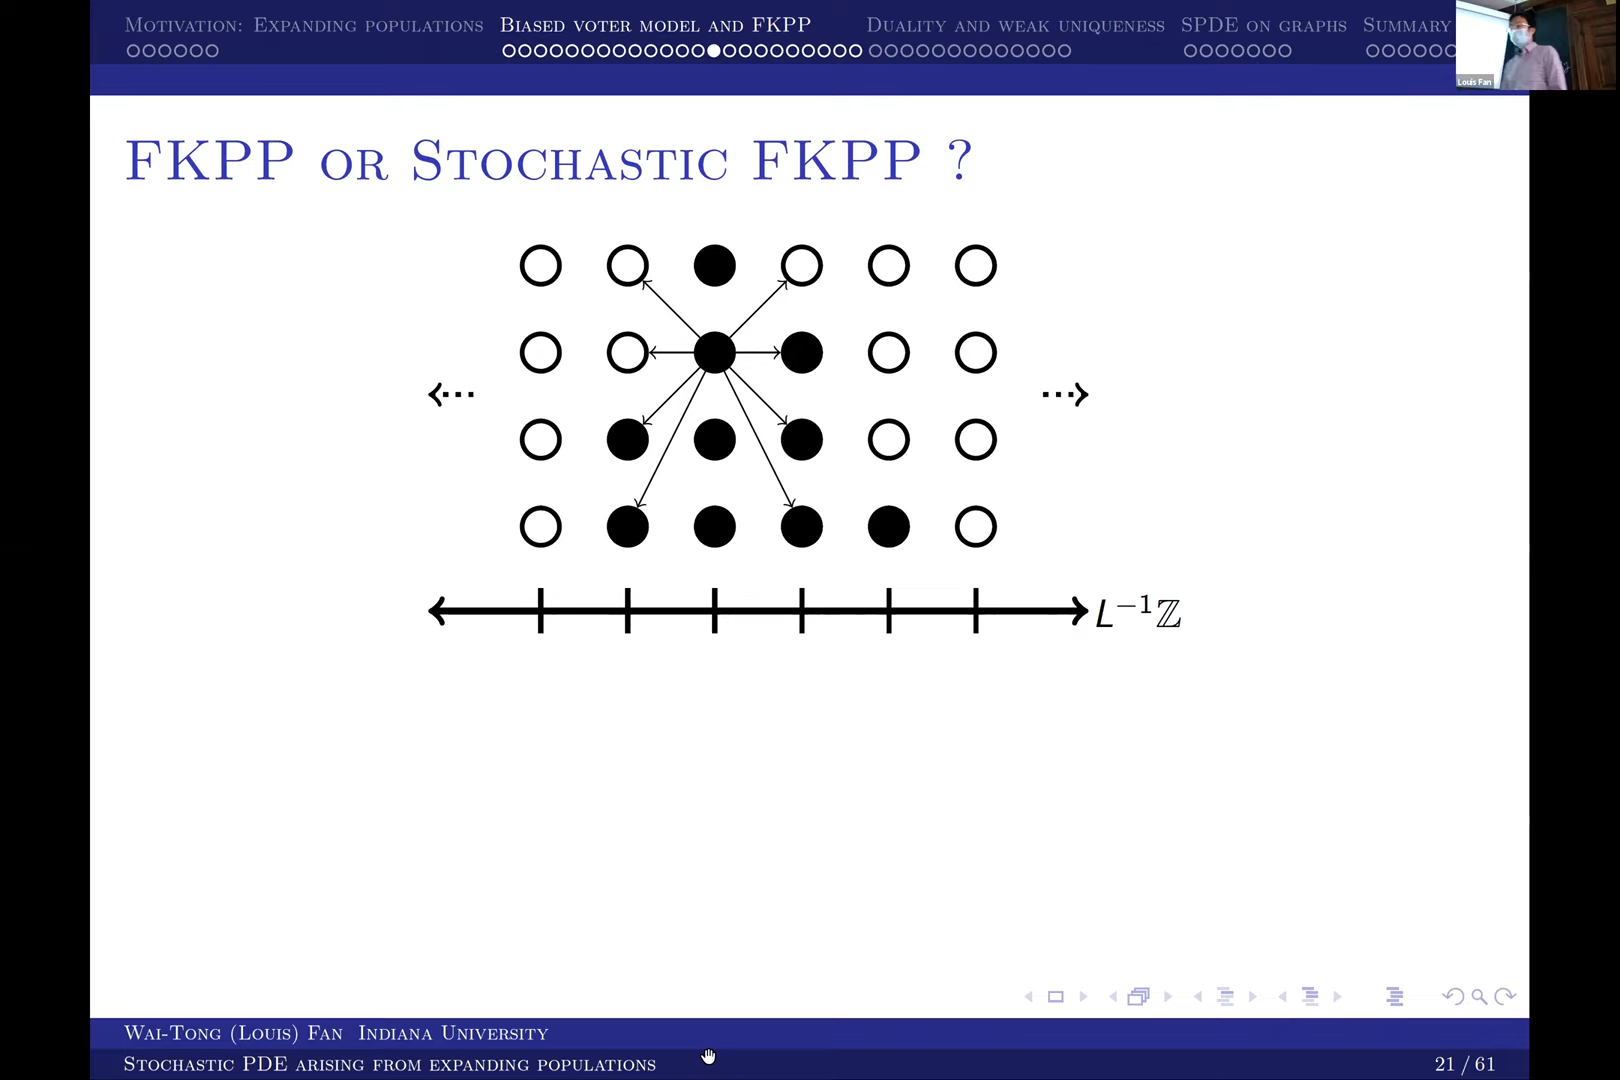 Motivation: Expanding populations Biased voter model and FKPP Duality and weak uniqueness SPDE on graphs Summary
Louis Fan
FKPP or Stochastic FKPP ?
L⁻¹ℤ
Wai-Tong (Louis) Fan Indiana University
Stochastic PDE arising from expanding populations 21 / 61